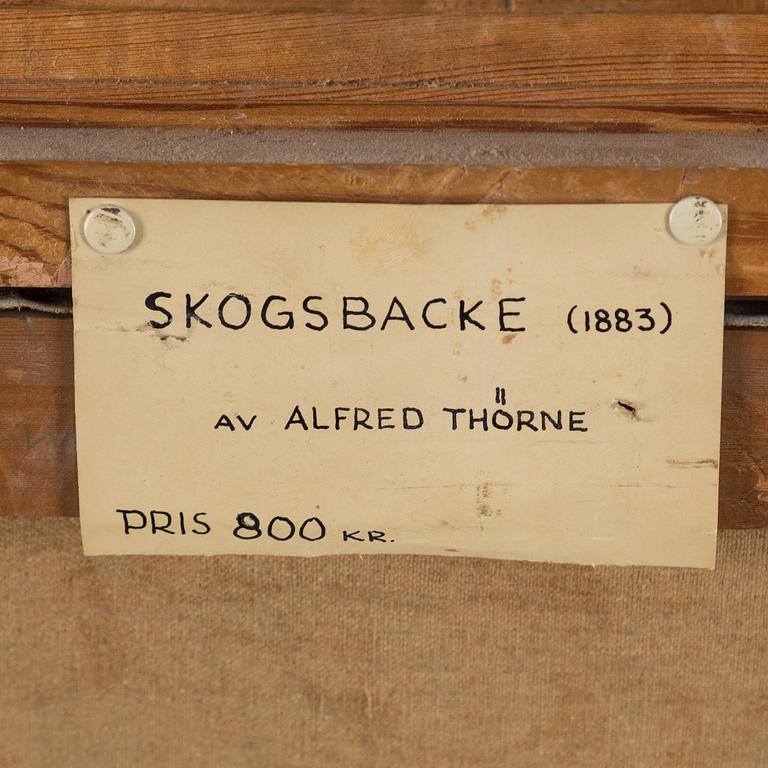 SKOGSBACKE (1883)
AV ALFRED THÖRNE
PRIS 800 KR.